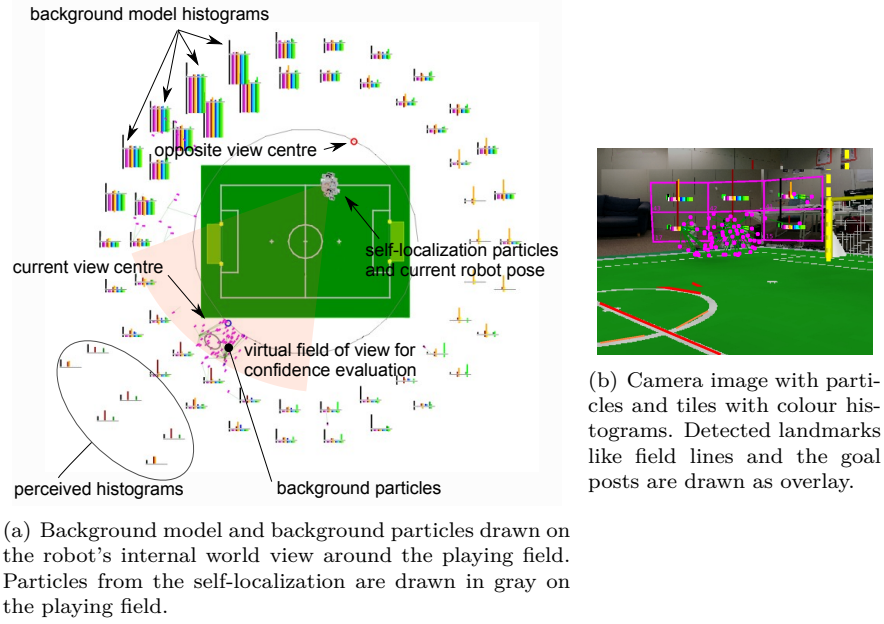 background model histograms
opposite view centre
self-localization particles
and current robot pose
current view centre
virtual field of view for
confidence evaluation
perceived histograms
background particles
(a) Background model and background particles drawn on
the robot's internal world view around the playing field.
Particles from the self-localization are drawn in gray on
the playing field.
(b) Camera image with parti-
cles and tiles with colour his-
tograms. Detected landmarks
like field lines and the goal
posts are drawn as overlay.